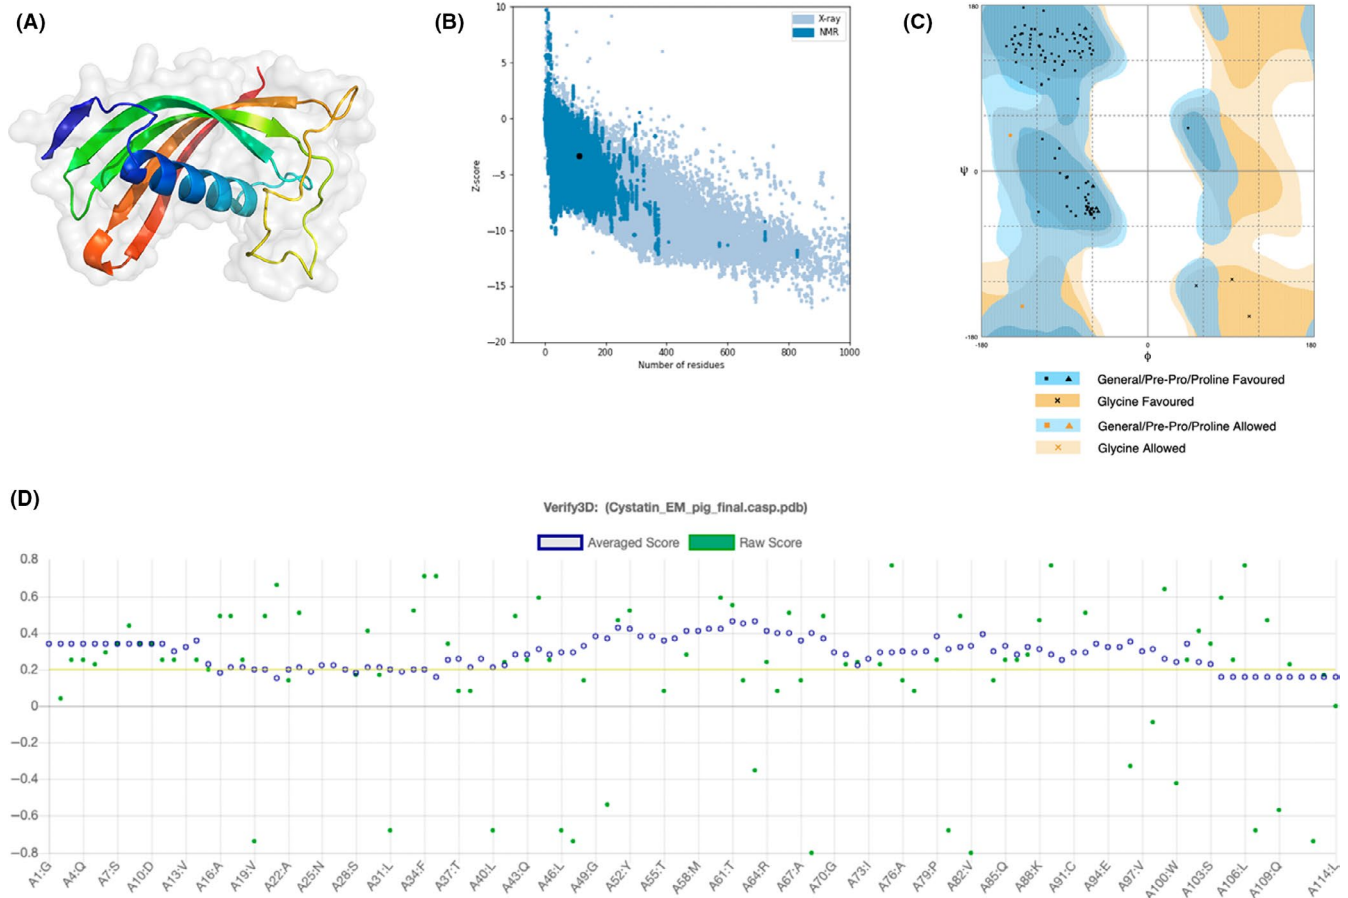 (A)
(B)
10
5
0
−5
−10
−15
−20
Z-score
0
200
400
600
800
1000
Number of residues
X-ray
NMR
(C)
180
ψ 0
-180
-180
0
180
ϕ
General/Pre-Pro/Proline Favoured
Glycine Favoured
General/Pre-Pro/Proline Allowed
Glycine Allowed
(D)
Verify3D: (Cystatin_EM_pig_final.casp.pdb)
Averaged Score
Raw Score
0.8
0.6
0.4
0.2
0
−0.2
−0.4
−0.6
−0.8
A1:G
A4:Q
A7:S
A10:D
A13:V
A16:A
A19:V
A22:A
A25:N
A28:S
A31:L
A34:F
A37:T
A40:L
A43:Q
A46:L
A49:G
A52:Y
A55:T
A58:M
A61:T
A64:R
A67:A
A70:G
A73:I
A76:A
A79:P
A82:V
A85:Q
A88:K
A91:C
A94:E
A97:V
A100:W
A103:S
A106:L
A109:Q
A114:L